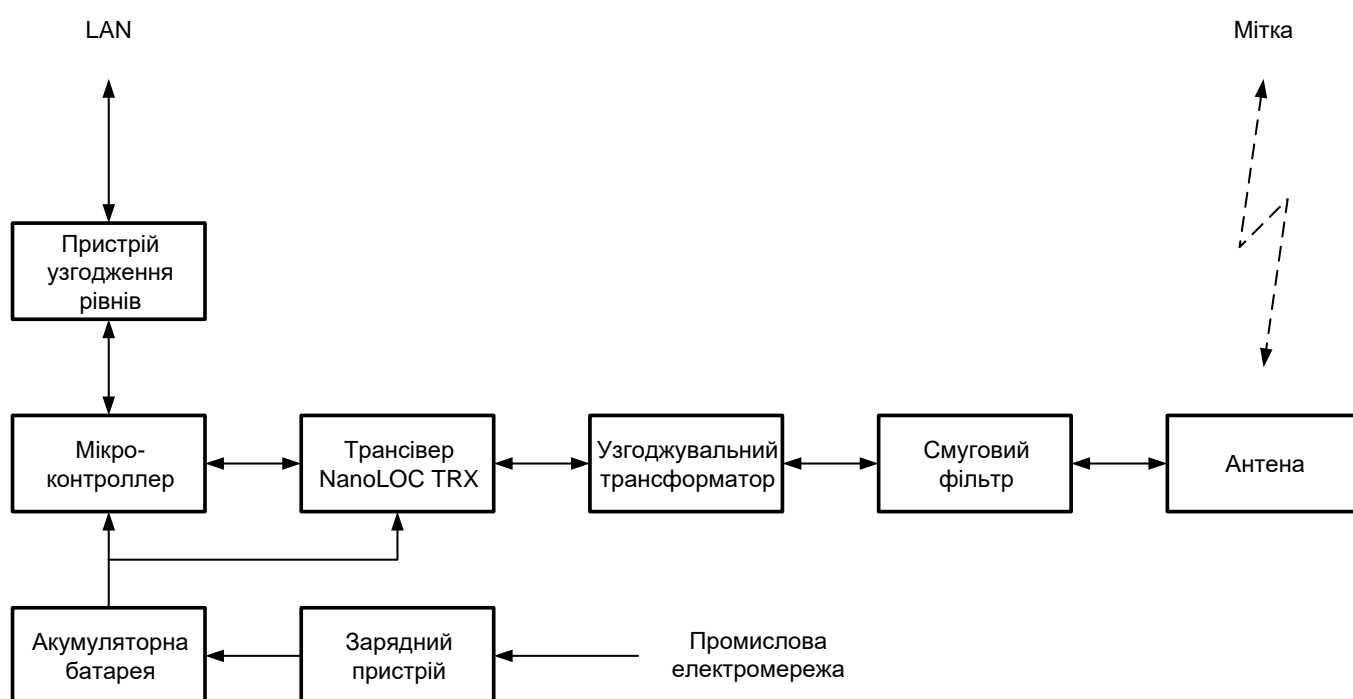 LAN
Мітка
Пристрій
узгодження
рівнів
Мікро-
контроллер
Трансівер
NanoLOC TRX
Узгоджувальний
трансформатор
Смуговий
фільтр
Антена
Акумуляторна
батарея
Зарядний
пристрій
Промислова
електромережа